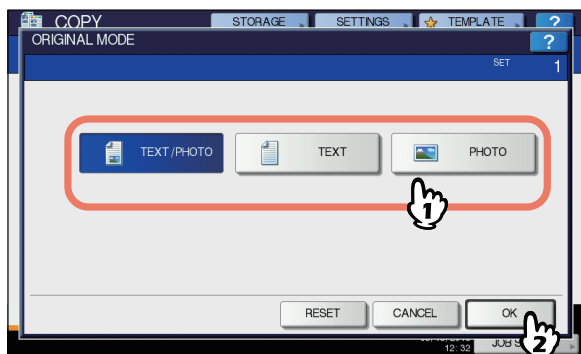 COPY STORAGE SETTINGS TEMPLATE ?
ORIGINAL MODE ?
SET 1
TEXT/PHOTO TEXT PHOTO
1
RESET CANCEL OK
2
12:32 JOB S